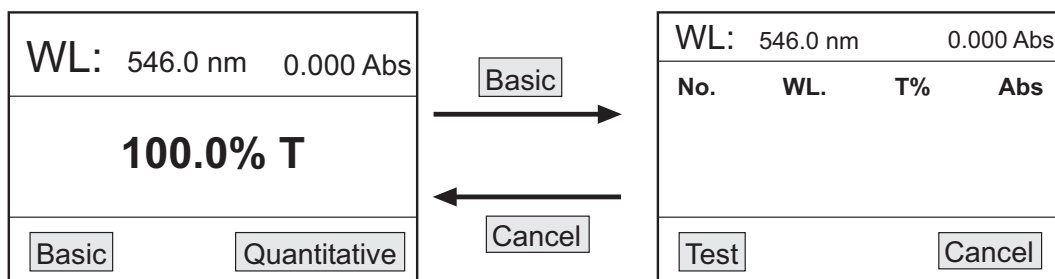 WL: 546.0 nm 0.000 Abs
100.0% T
Basic Quantitative
Basic
Cancel
WL: 546.0 nm 0.000 Abs
No. WL. T% Abs
Test Cancel